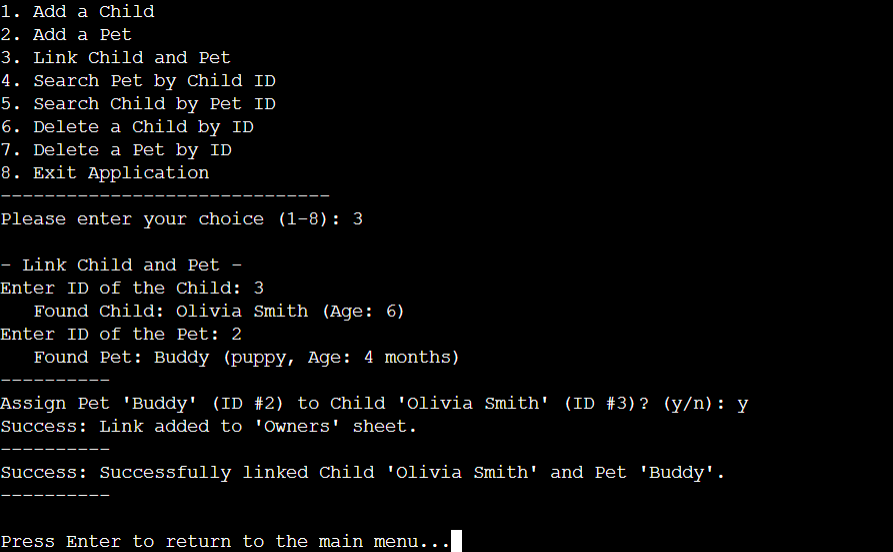 1. Add a Child
2. Add a Pet
3. Link Child and Pet
4. Search Pet by Child ID
5. Search Child by Pet ID
6. Delete a Child by ID
7. Delete a Pet by ID
8. Exit Application
------------------------------
Please enter your choice (1-8): 3
- Link Child and Pet -
Enter ID of the Child: 3
   Found Child: Olivia Smith (Age: 6)
Enter ID of the Pet: 2
   Found Pet: Buddy (puppy, Age: 4 months)
----------
Assign Pet 'Buddy' (ID #2) to Child 'Olivia Smith' (ID #3)? (y/n): y
Success: Link added to 'Owners' sheet.
----------
Success: Successfully linked Child 'Olivia Smith' and Pet 'Buddy'.
----------
Press Enter to return to the main menu...